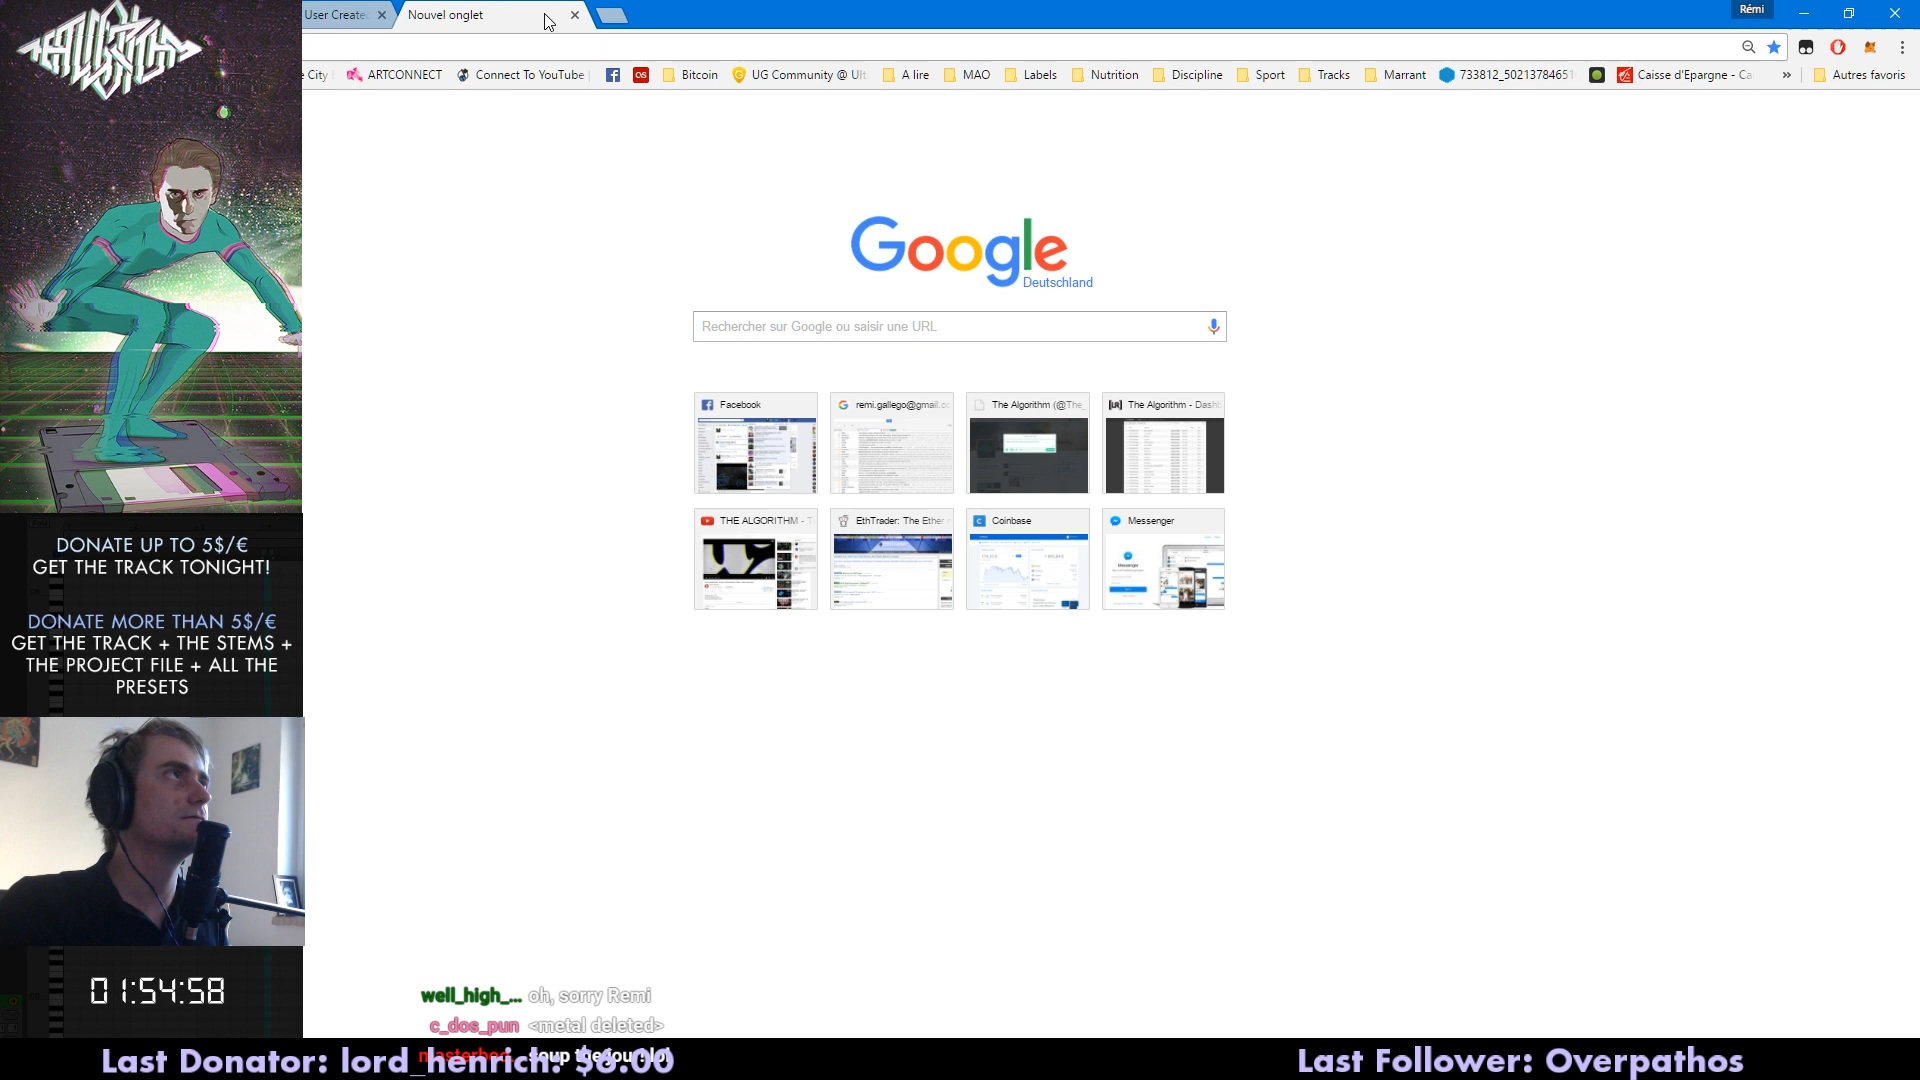 User Create
Nouvel onglet
Rémi
e City
ARTCONNECT
Connect To YouTube
Bitcoin
UG Community @ Ult
A lire
MAO
Labels
Nutrition
Discipline
Sport
Tracks
Marrant
733812_50213784651
Caisse d'Epargne - Ca
Autres favoris
Google
Deutschland
Rechercher sur Google ou saisir une URL
Facebook
remi.gallego@gmail.cc
The Algorithm (@The_
The Algorithm - Dashb
THE ALGORITHM - T
EthTrader: The Ether
Coinbase
Messenger
DONATE UP TO 5$/€
GET THE TRACK TONIGHT!
DONATE MORE THAN 5$/€
GET THE TRACK + THE STEMS +
THE PROJECT FILE + ALL THE
PRESETS
01:54:58
well_high_... oh, sorry Remi
c_dos_pun <metal deleted>
Last Donator: lord_henrich: $6.00
Last Follower: Overpathos